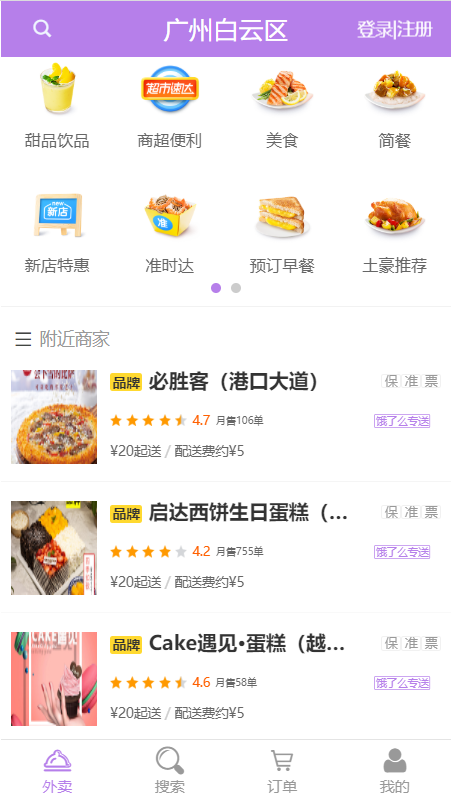 广州白云区
登录|注册
超市速达
甜品饮品
商超便利
美食
简餐
new
新店
准
新店特惠
准时达
预订早餐
土豪推荐
附近商家
品牌 必胜客（港口大道） 保 准 票
4.7 月售106单 饿了么专送
¥20起送 / 配送费约¥5
品牌 启达西饼生日蛋糕（... 保 准 票
4.2 月售755单 饿了么专送
¥20起送 / 配送费约¥5
CAKE遇见
品牌 Cake遇见•蛋糕（越... 保 准 票
4.6 月售58单 饿了么专送
¥20起送 / 配送费约¥5
外卖
搜索
订单
我的